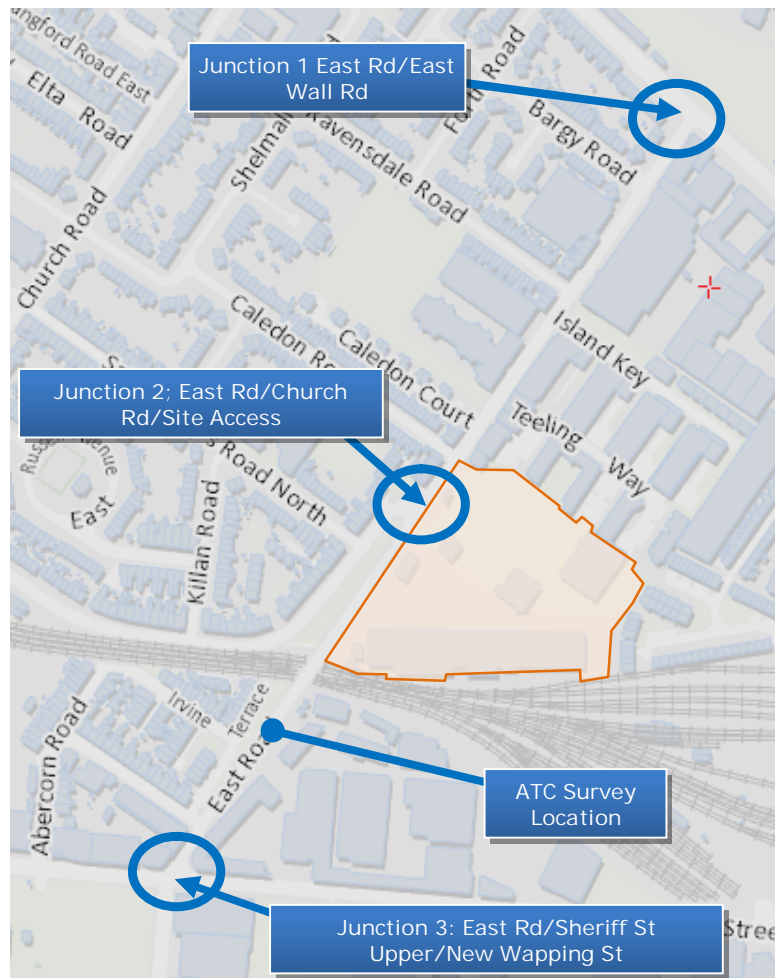 angford Road East
Elta Road
Junction 1 East Rd/East
Wall Rd
Forth Road
Bargy Road
Ravensdale Road
Church Road
Island Key
Caledon Court
Teeling Way
Junction 2; East Rd/Church
Rd/Site Access
Road North
East
Killan Road
Irvine
Terrace
East Road
Abercorn Road
ATC Survey
Location
Junction 3: East Rd/Sheriff St
Upper/New Wapping St
Stree